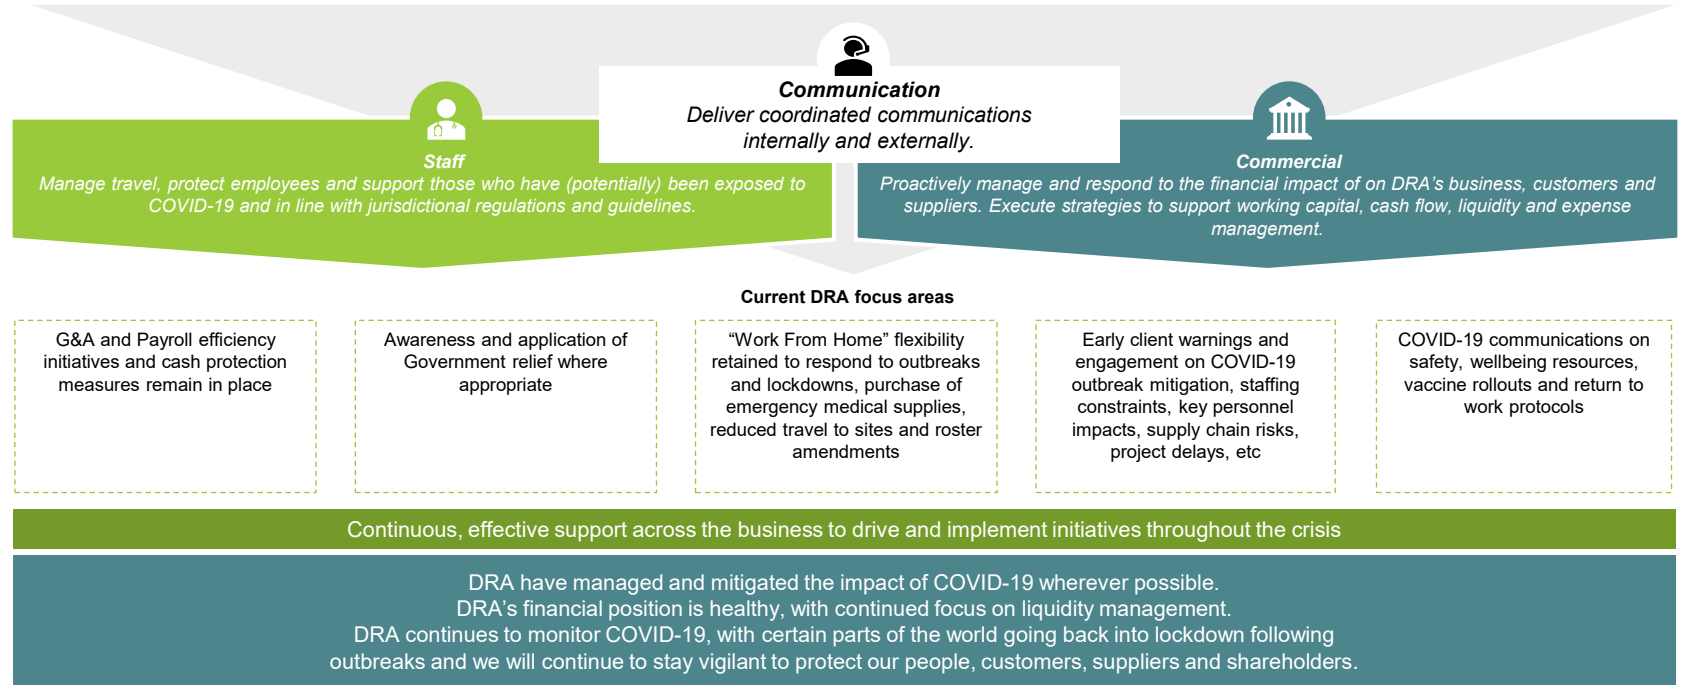 Communication
Deliver coordinated communications
internally and externally.
Staff
Manage travel, protect employees and support those who have (potentially) been exposed to
COVID-19 and in line with jurisdictional regulations and guidelines.
Commercial
Proactively manage and respond to the financial impact of on DRA's business, customers and
suppliers. Execute strategies to support working capital, cash flow, liquidity and expense
management.
Current DRA focus areas
G&A and Payroll efficiency
initiatives and cash protection
measures remain in place
Awareness and application of
Government relief where
appropriate
“Work From Home” flexibility
retained to respond to outbreaks
and lockdowns, purchase of
emergency medical supplies,
reduced travel to sites and roster
amendments
Early client warnings and
engagement on COVID-19
outbreak mitigation, staffing
constraints, key personnel
impacts, supply chain risks,
project delays, etc
COVID-19 communications on
safety, wellbeing resources,
vaccine rollouts and return to
work protocols
Continuous, effective support across the business to drive and implement initiatives throughout the crisis
DRA have managed and mitigated the impact of COVID-19 wherever possible.
DRA's financial position is healthy, with continued focus on liquidity management.
DRA continues to monitor COVID-19, with certain parts of the world going back into lockdown following
outbreaks and we will continue to stay vigilant to protect our people, customers, suppliers and shareholders.